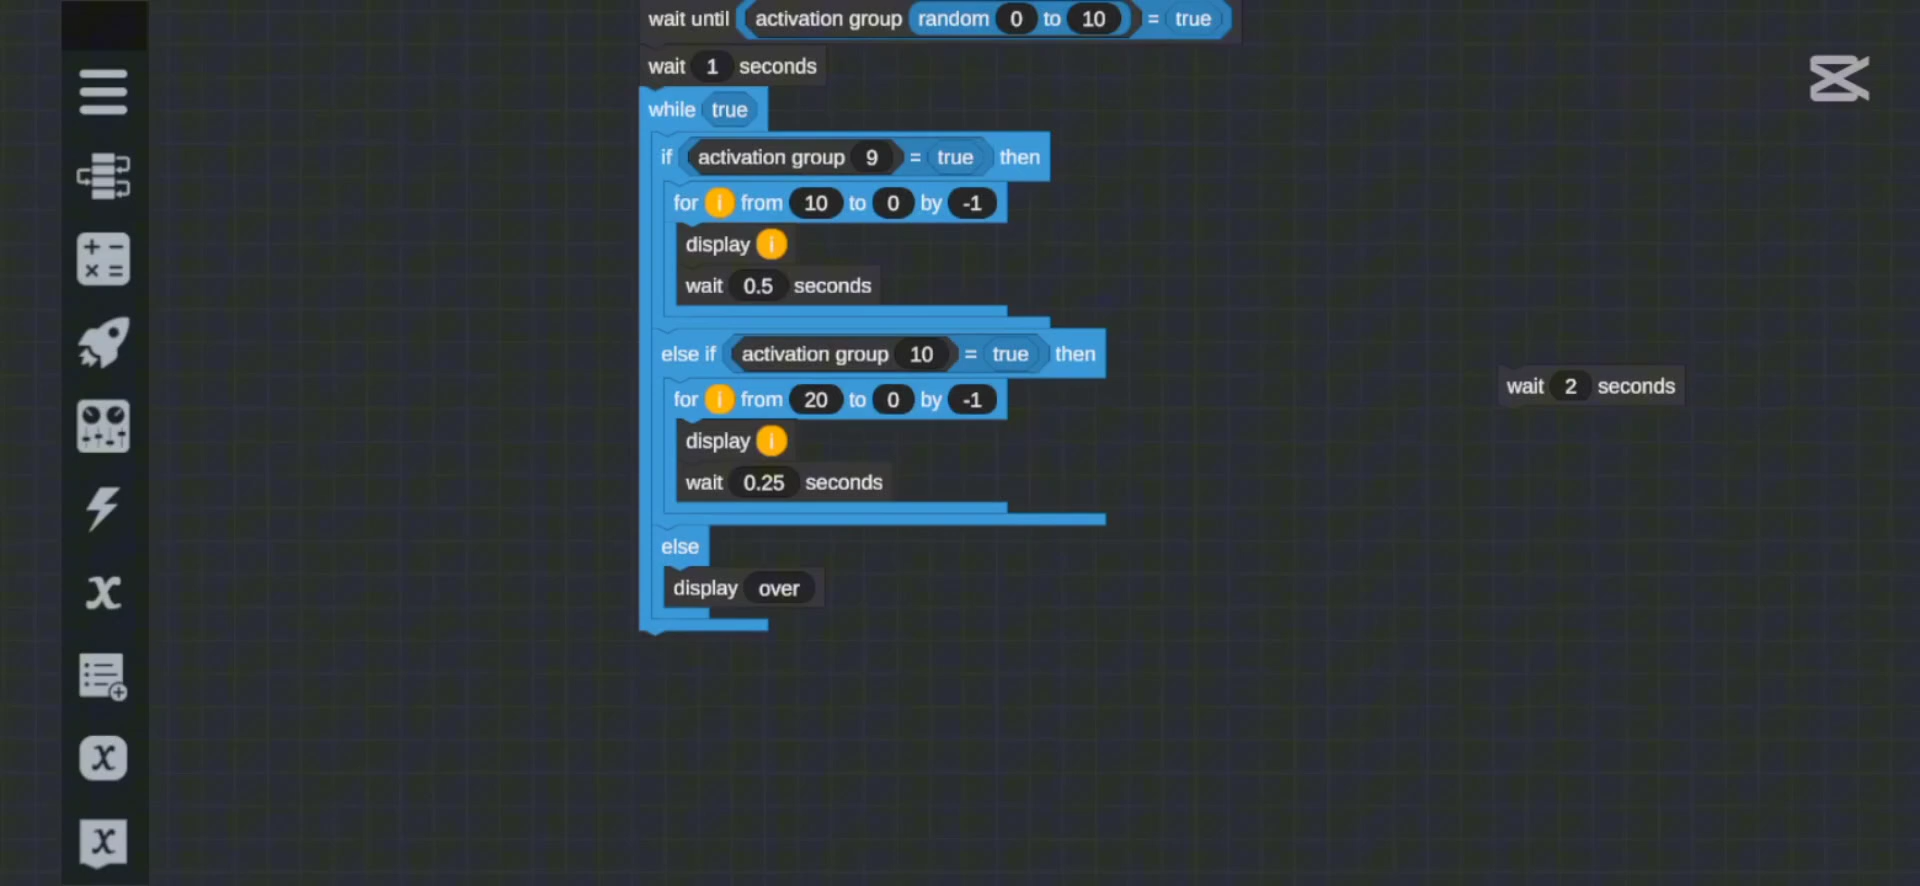 wait until activation group random 0 to 10 = true
wait 1 seconds
while true
if activation group 9 = true then
for i from 10 to 0 by -1
display i
wait 0.5 seconds
else if activation group 10 = true then
for i from 20 to 0 by -1
display i
wait 0.25 seconds
else
display over
wait 2 seconds